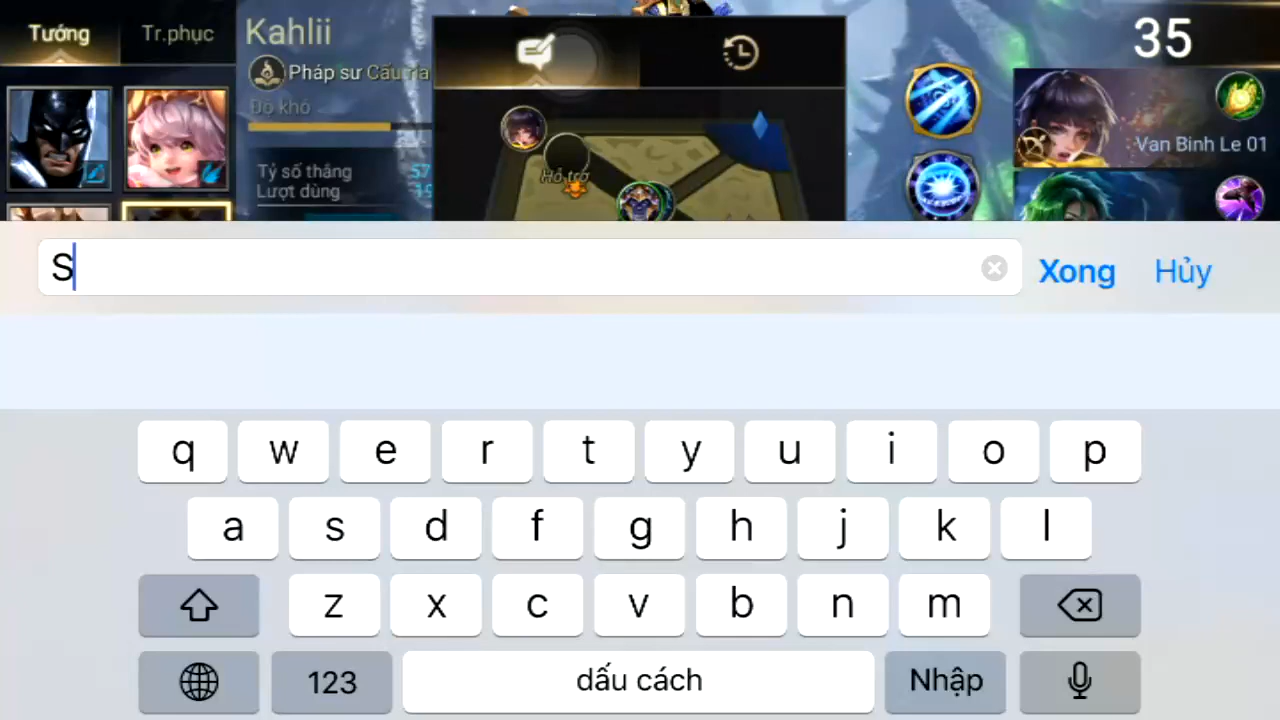 Tướng
Tr.phục
Kahlii
35
Pháp sư
Độ khó
Van Binh Le 01
Tỷ số thắng
57
Lượt dùng
Hỗ trợ
S
Xong
Hủy
q w e r t y u i o p
a s d f g h j k l
z x c v b n m
123
dấu cách
Nhập